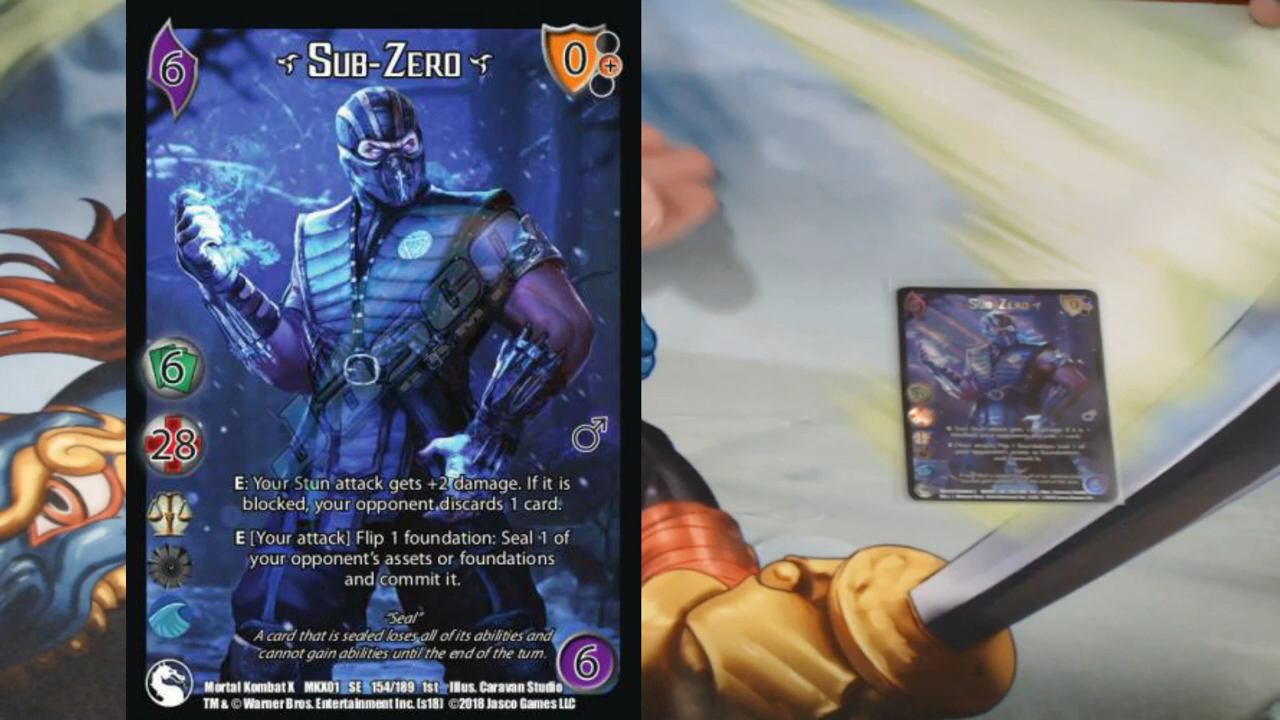 6
SUB-ZERO
0
+
6
28
E: Your Stun attack gets +2 damage. If it is
blocked, your opponent discards 1 card.
E [Your attack] Flip 1 foundation: Seal 1 of
your opponent's assets or foundations
and commit it.
"Seal"
A card that is sealed loses all of its abilities and
cannot gain abilities until the end of the turn.
6
Mortal Kombat X MKX01 SE 154/189 1st Illus. Caravan Studio
TM & © Warner Bros. Entertainment Inc. (s18) ©2018 Jasco Games LLC
SUB-ZERO
0